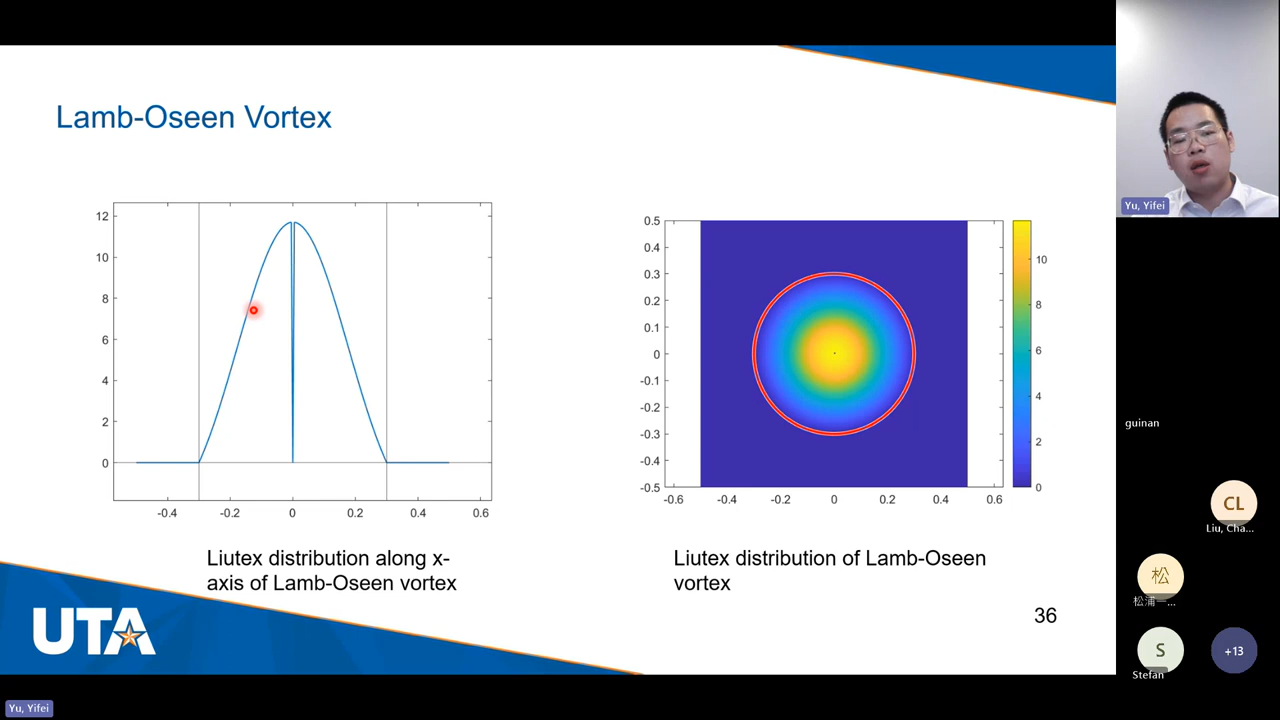 Lamb-Oseen Vortex
12
10
8
6
4
2
0
-0.4
-0.2
0
0.2
0.4
0.6
0.5
0.4
0.3
0.2
0.1
0
-0.1
-0.2
-0.3
-0.4
-0.5
-0.6
-0.4
-0.2
0
0.2
0.4
0.6
10
8
6
4
2
0
Liutex distribution along x-
axis of Lamb-Oseen vortex
Liutex distribution of Lamb-Oseen
vortex
36
UTA
Yu, Yifei
guinan
CL
Liu, Cha...
松
松浦一...
S
Stefan
+13
Yu, Yifei